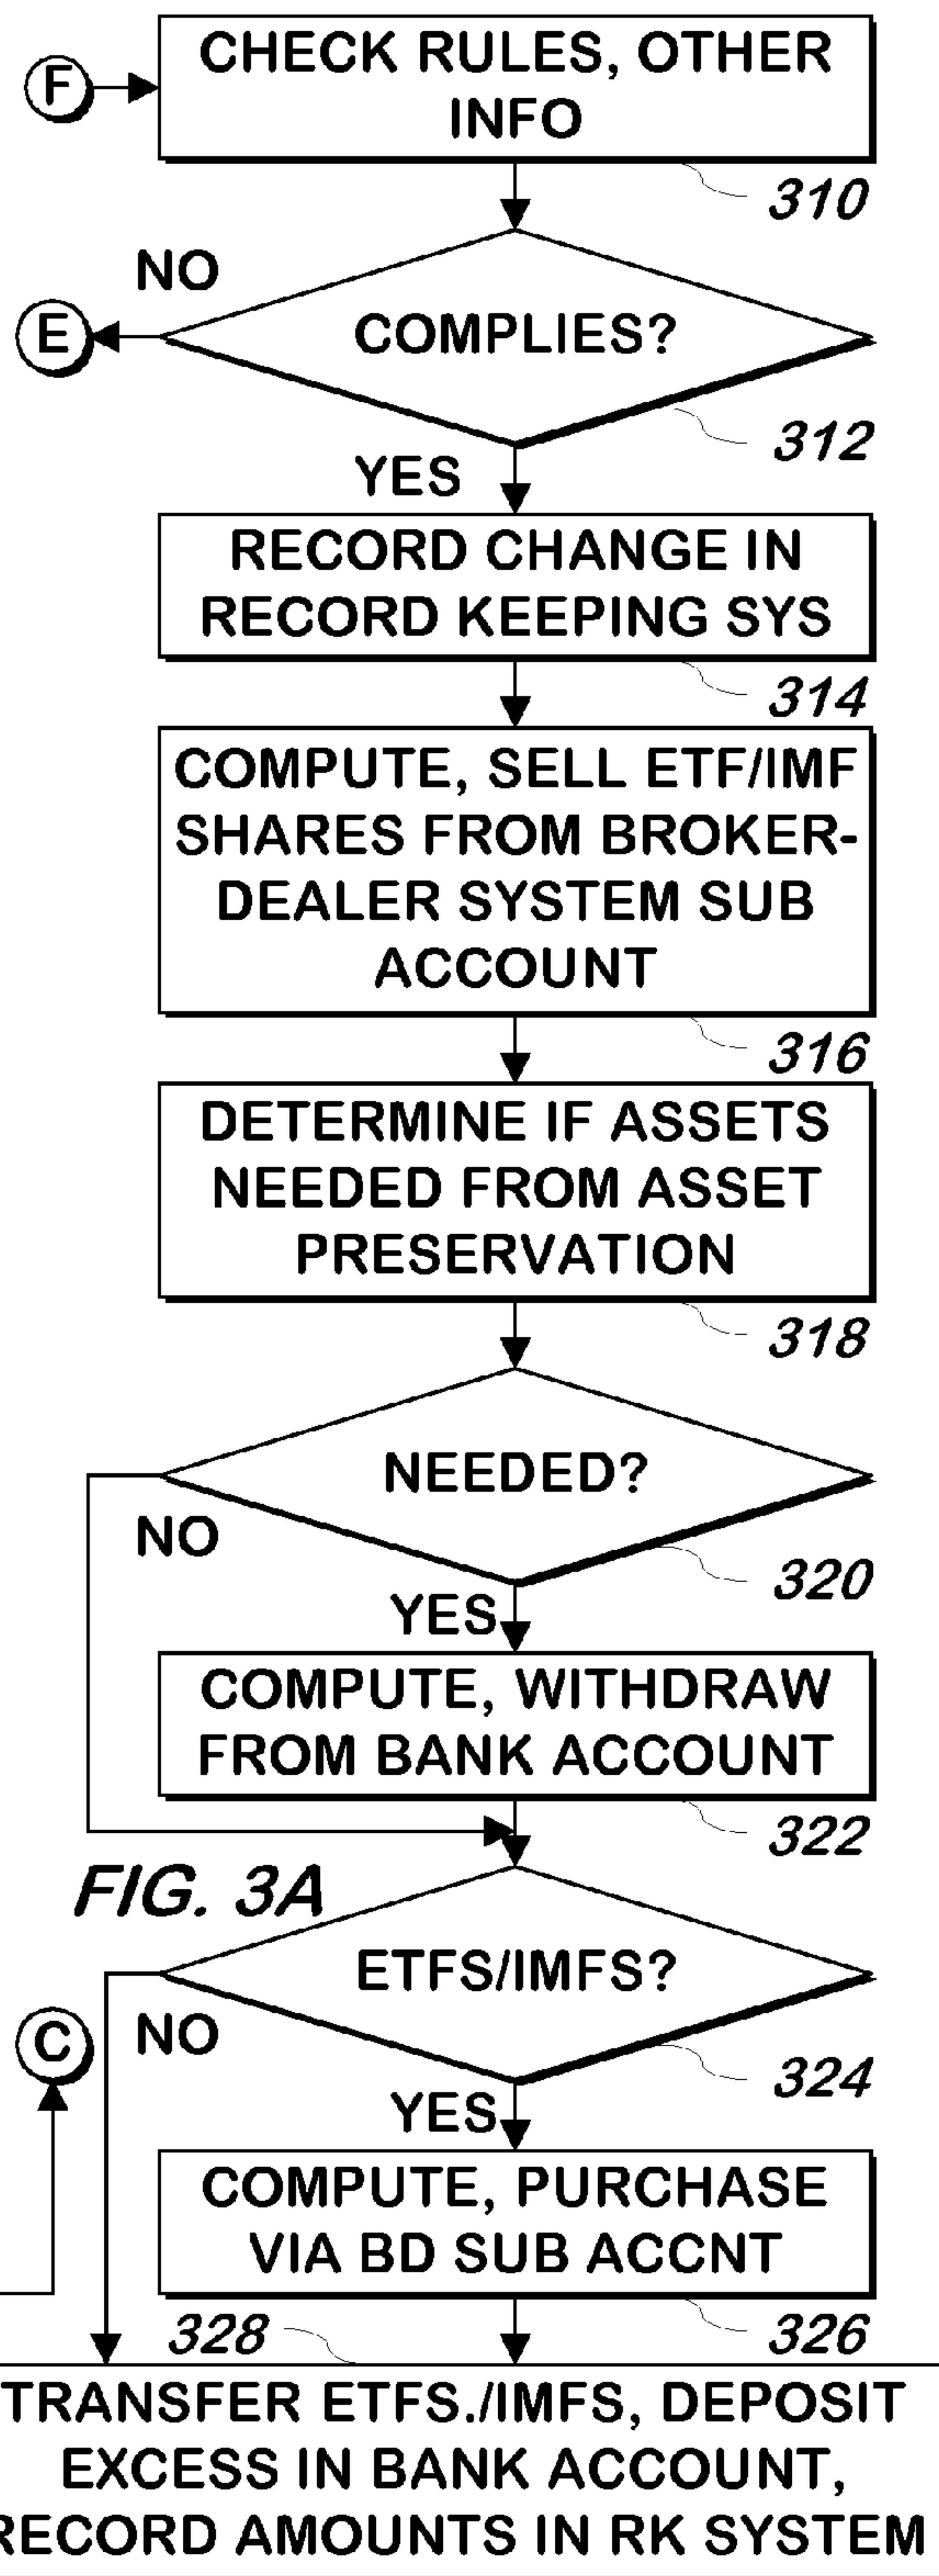 F
CHECK RULES, OTHER
INFO
310
NO
E
COMPLIES?
312
YES
RECORD CHANGE IN
RECORD KEEPING SYS
314
COMPUTE, SELL ETF/IMF
SHARES FROM BROKER-
DEALER SYSTEM SUB
ACCOUNT
316
DETERMINE IF ASSETS
NEEDED FROM ASSET
PRESERVATION
318
NEEDED?
NO
320
YES
COMPUTE, WITHDRAW
FROM BANK ACCOUNT
322
FIG. 3A
ETFS/IMFS?
C
NO
324
YES
COMPUTE, PURCHASE
VIA BD SUB ACCNT
326
328
TRANSFER ETFS./IMFS, DEPOSIT
EXCESS IN BANK ACCOUNT,
RECORD AMOUNTS IN RK SYSTEM